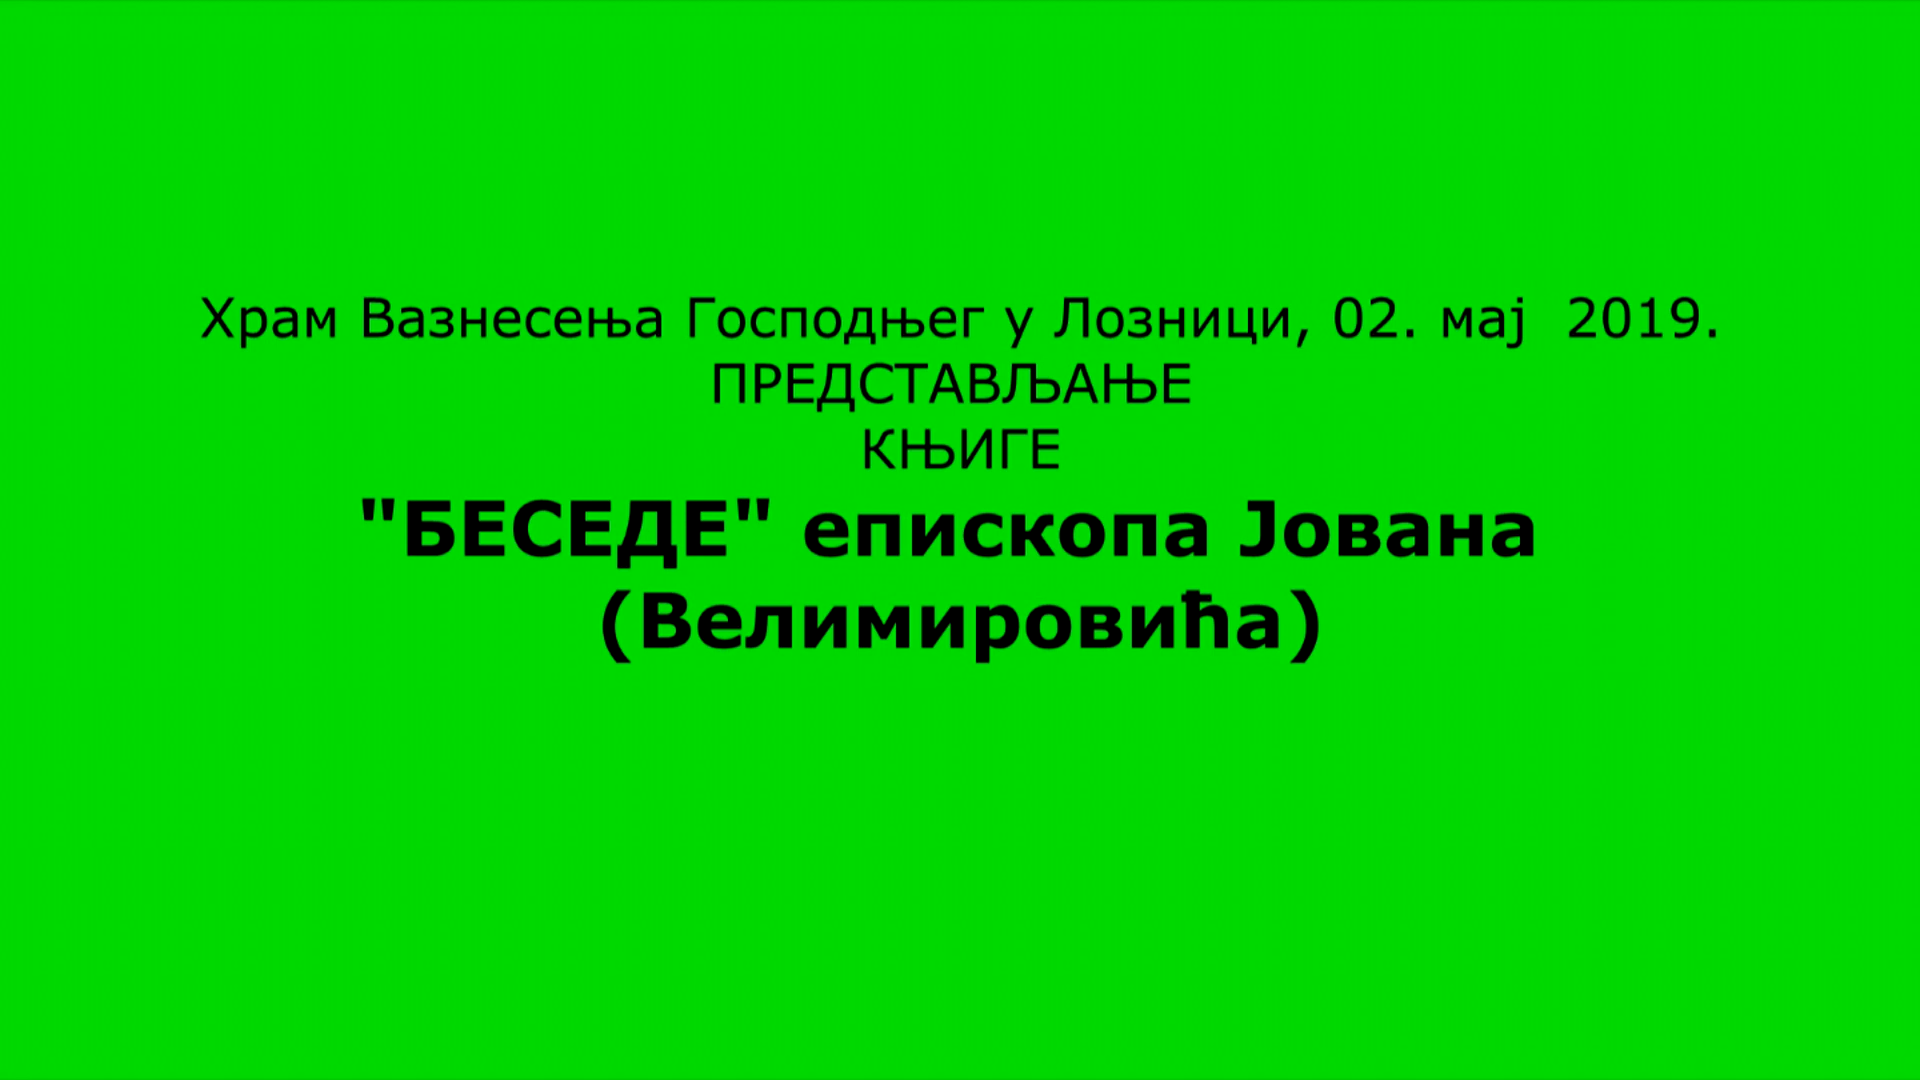 Храм Вазнесења Господњег у Лозници, 02. мај  2019.
ПРЕДСТАВЉАЊЕ
КЊИГЕ
"БЕСЕДЕ" епископа Јована
(Велимировића)